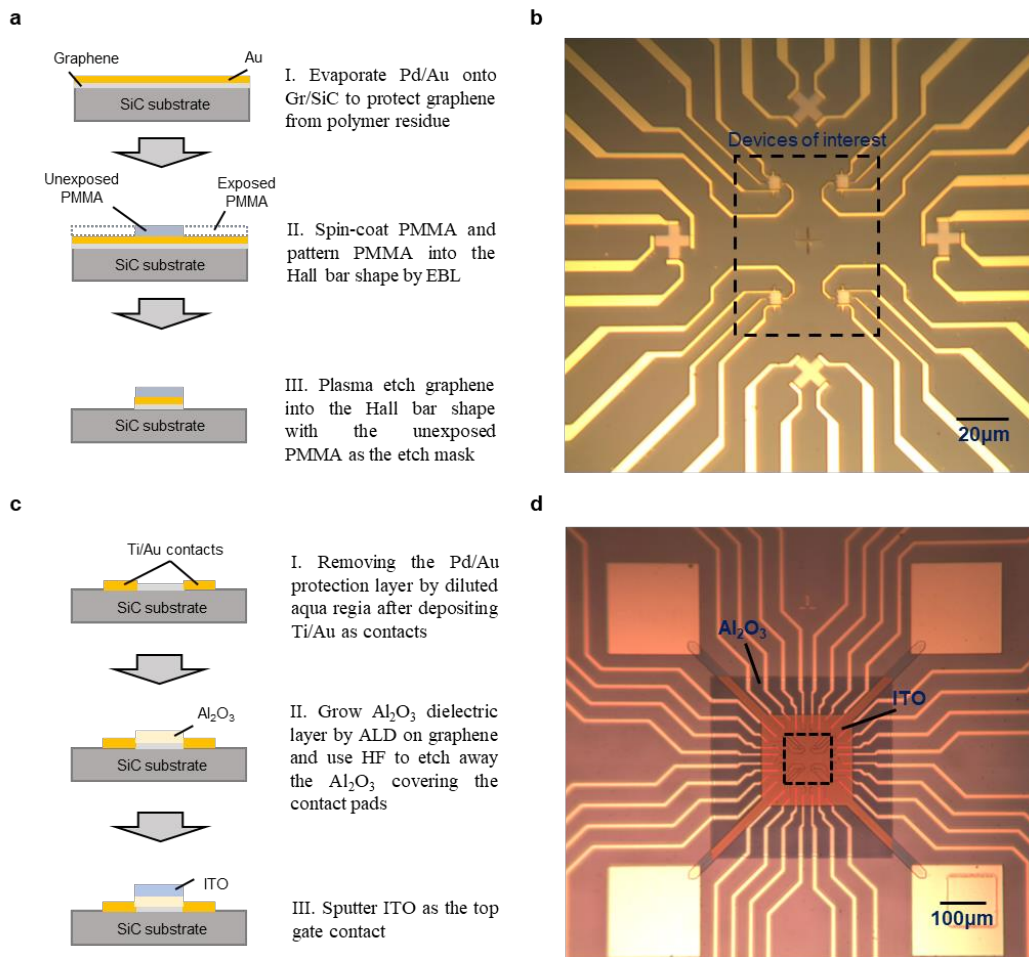 a
Graphene
Au
SiC substrate
I. Evaporate Pd/Au onto
Gr/SiC to protect graphene
from polymer residue
Unexposed
PMMA
Exposed
PMMA
SiC substrate
II. Spin-coat PMMA and
pattern PMMA into the
Hall bar shape by EBL
SiC substrate
III. Plasma etch graphene
into the Hall bar shape
with the unexposed
PMMA as the etch mask
b
Devices of interest
20μm
c
Ti/Au contacts
SiC substrate
I. Removing the Pd/Au
protection layer by diluted
aqua regia after depositing
Ti/Au as contacts
Al₂O₃
SiC substrate
II. Grow Al₂O₃ dielectric
layer by ALD on graphene
and use HF to etch away
the Al₂O₃ covering the
contact pads
ITO
SiC substrate
III. Sputter ITO as the top
gate contact
d
Al₂O₃
ITO
100μm